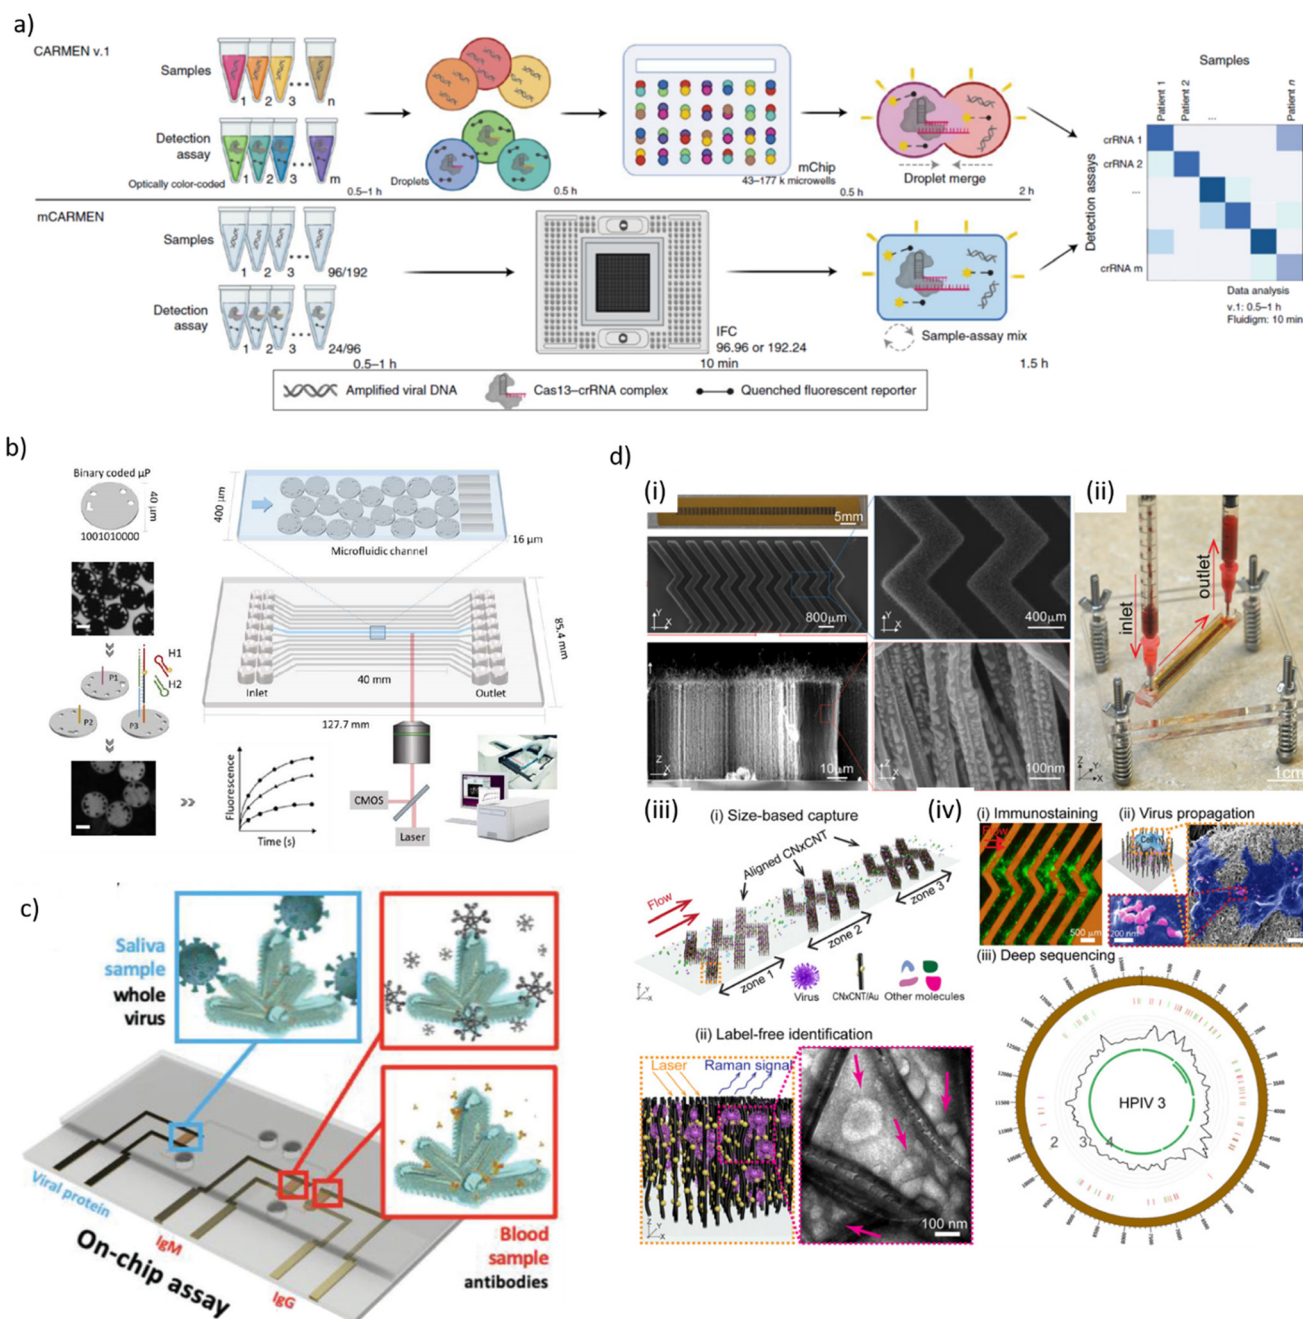 a)
CARMEN v.1
Samples
1 2 3 n
Detection
assay
Optically color-coded
1 2 3 m
0.5–1 h
Droplets
0.5 h
mChip
43–177 k microwells
0.5 h
Droplet merge
2 h
Samples
Patient 1
Patient 2
...
Patient n
Detection assays
crRNA 1
crRNA 2
...
crRNA m
Data analysis
v.1: 0.5–1 h
Fluidigm: 10 min
mCARMEN
Samples
1 2 3 96/192
Detection
assay
1 2 3 24/96
0.5–1 h
IFC
96.96 or 192.24
10 min
Sample-assay mix
1.5 h
Amplified viral DNA
Cas13–crRNA complex
Quenched fluorescent reporter
b)
Binary coded µP
40 µm
L
1001010000
P1
P2
P3
H1
H2
400 µm
Microfluidic channel
16 µm
Inlet
40 mm
Outlet
85.4 mm
127.7 mm
Fluorescence
Time (s)
CMOS
Laser
c)
Saliva
sample
whole
virus
Viral protein
IgM
IgG
On-chip assay
Blood
sample
antibodies
d)
(i)
5mm
Y
X
800µm
Y
X
400µm
Z
X
10µm
Z
X
100nm
(ii)
inlet
outlet
Z
Y
X
1cm
(iii)
(i) Size-based capture
Aligned CNxCNT
Flow
zone 1
zone 2
zone 3
Z
Y
X
Virus
CNxCNT/Au
Other molecules
(ii) Label-free identification
Laser
Raman signal
Z
Y
X
100 nm
(iv)
(i) Immunostaining
Flow
500 µm
(ii) Virus propagation
Cell
200 nm
(iii) Deep sequencing
HPIV 3
2
3
4
0
500
1000